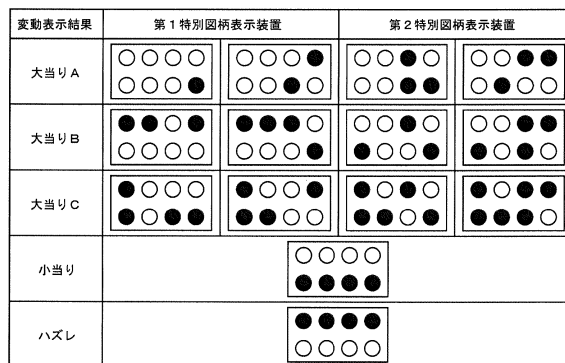 変動表示結果 第1特別図柄表示装置 第2特別図柄表示装置
大当りA
大当りB
大当りC
小当り
ハズレ